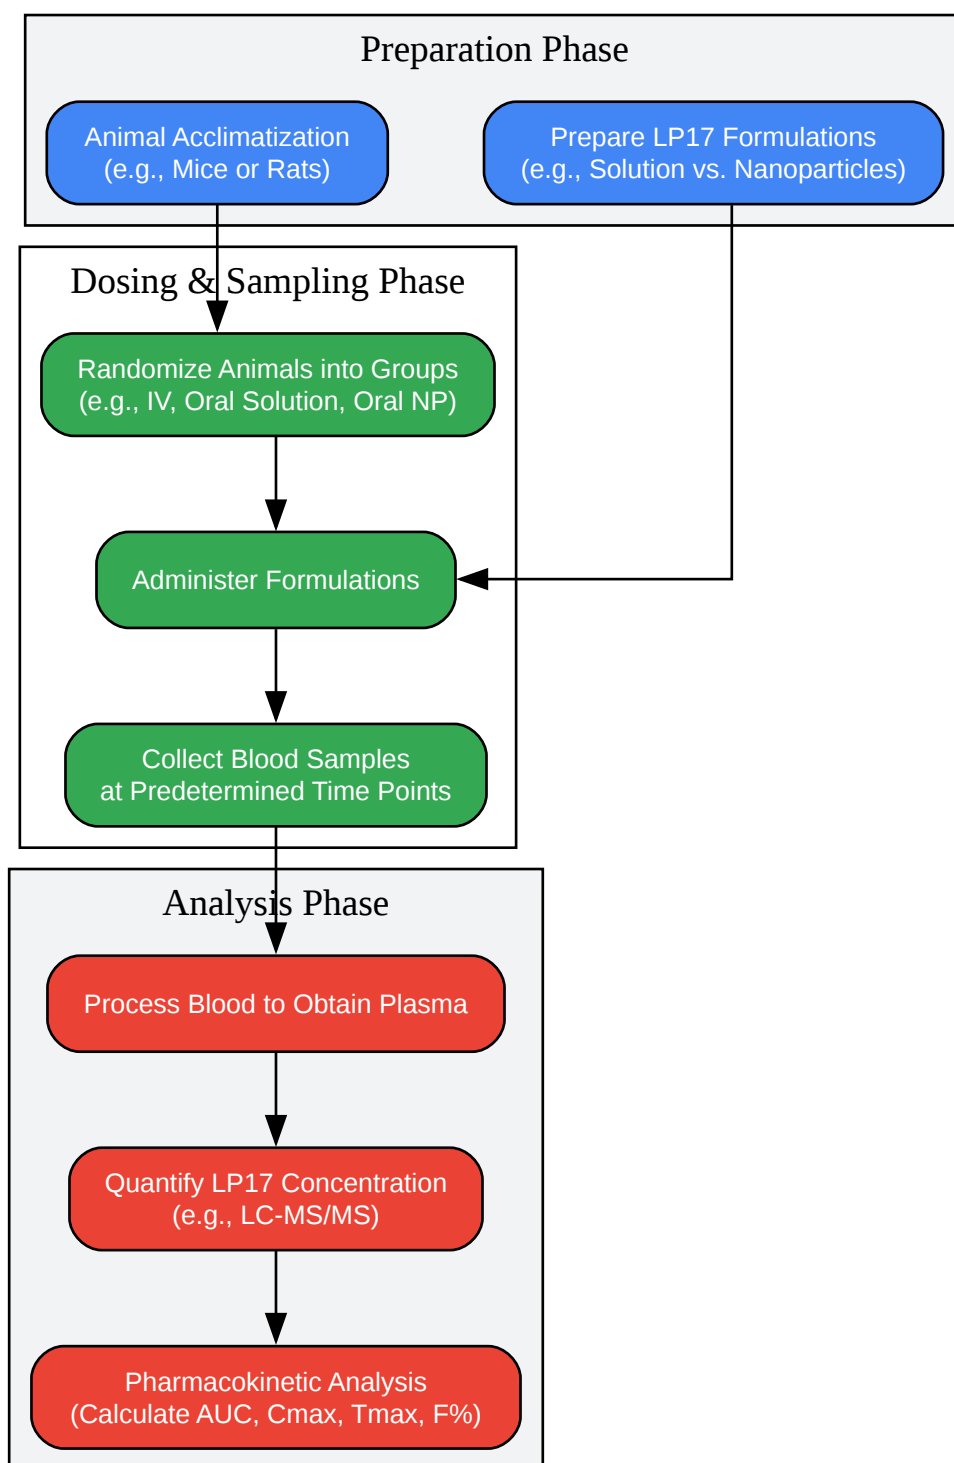 Preparation Phase
Animal Acclimatization
(e.g., Mice or Rats)
Prepare LP17 Formulations
(e.g., Solution vs. Nanoparticles)
Dosing & Sampling Phase
Randomize Animals into Groups
(e.g., IV, Oral Solution, Oral NP)
Administer Formulations
Collect Blood Samples
at Predetermined Time Points
Analysis Phase
Process Blood to Obtain Plasma
Quantify LP17 Concentration
(e.g., LC-MS/MS)
Pharmacokinetic Analysis
(Calculate AUC, Cmax, Tmax, F%)